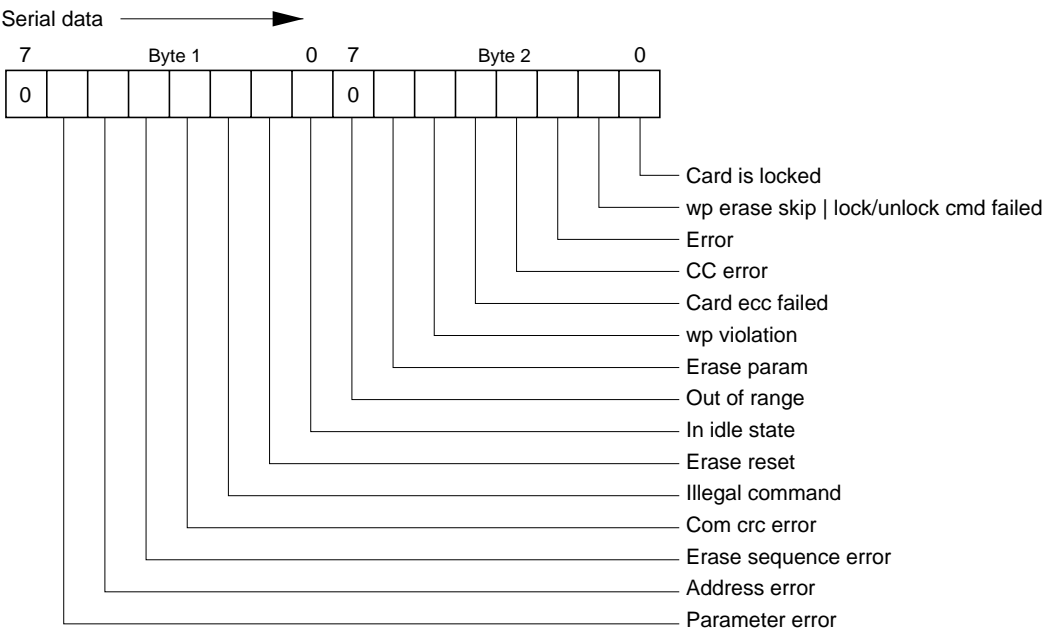 Serial data
7 Byte 1 0 7 Byte 2 0
0 0
Card is locked
wp erase skip | lock/unlock cmd failed
Error
CC error
Card ecc failed
wp violation
Erase param
Out of range
In idle state
Erase reset
Illegal command
Com crc error
Erase sequence error
Address error
Parameter error